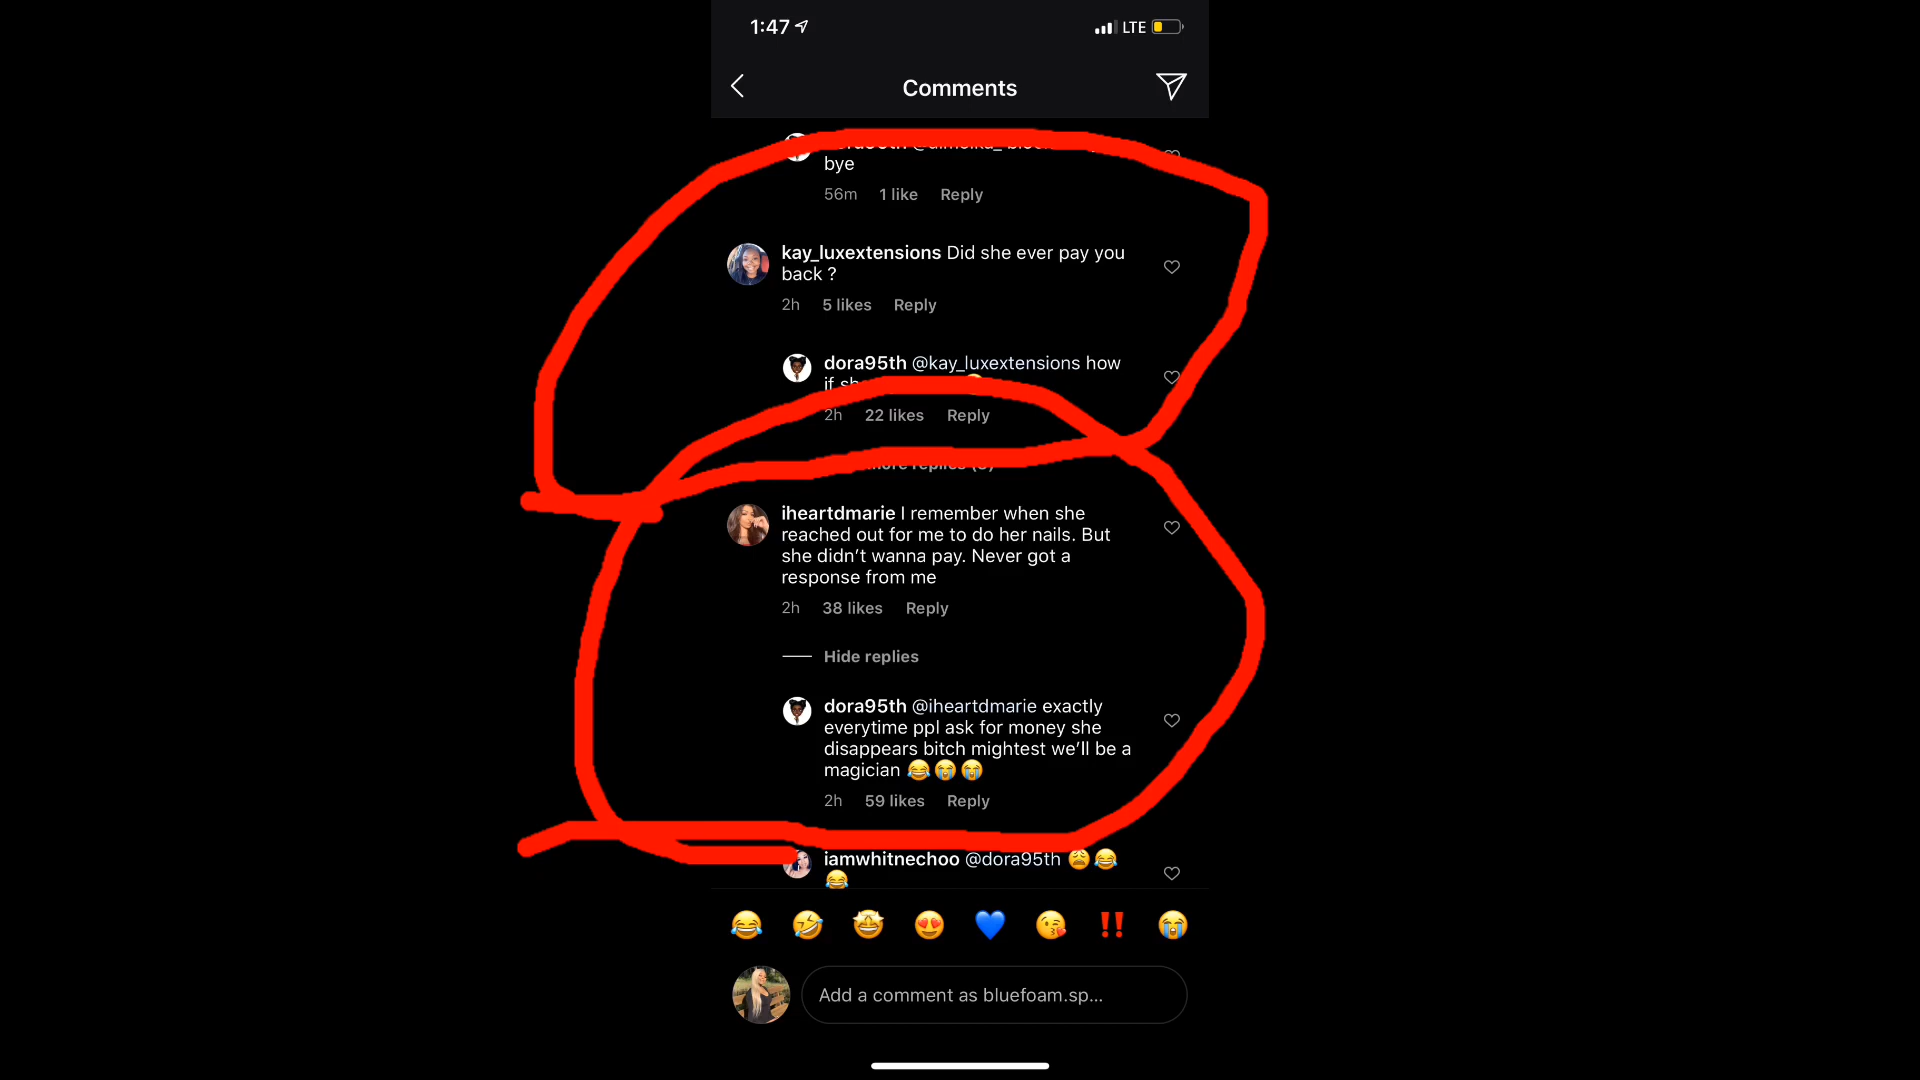 1:47 LTE
Comments
bye
56m 1 like Reply
kay_luxextensions Did she ever pay you
back ?
2h 5 likes Reply
dora95th @kay_luxextensions how
if
2h 22 likes Reply
more replies
iheartdmarie I remember when she
reached out for me to do her nails. But
she didn’t wanna pay. Never got a
response from me
2h 38 likes Reply
Hide replies
dora95th @iheartdmarie exactly
everytime ppl ask for money she
disappears bitch mightest we’ll be a
magician 😂😭😭
2h 59 likes Reply
iamwhitnechoo @dora95th 😩😂
😂
😂 🤣 🤩 😍 💙 😘 ‼️ 😭
Add a comment as bluefoam.sp...